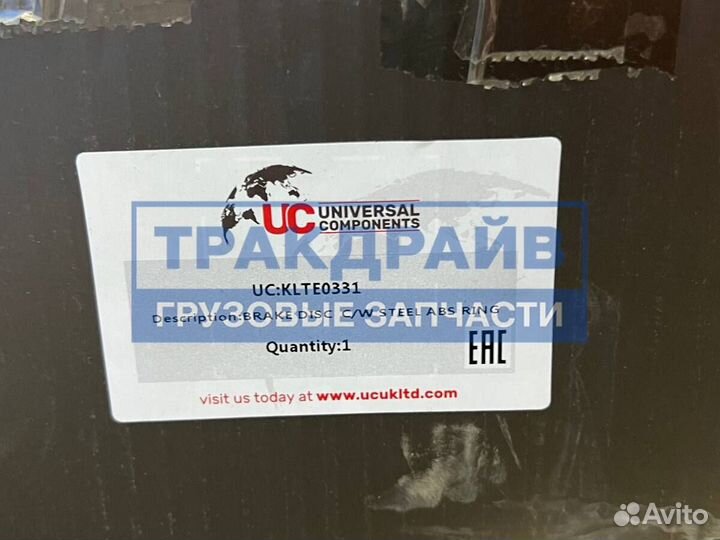 UC UNIVERSAL
COMPONENTS
ТРАКДРАЙВ
UC:KLTE0331
ГРУЗОВЫЕ ЗАПЧАСТИ
Description:BRAKE DISC C/W STEEL ABS RING
Quantity:1
EAC
visit us today at www.ucukltd.com
Avito